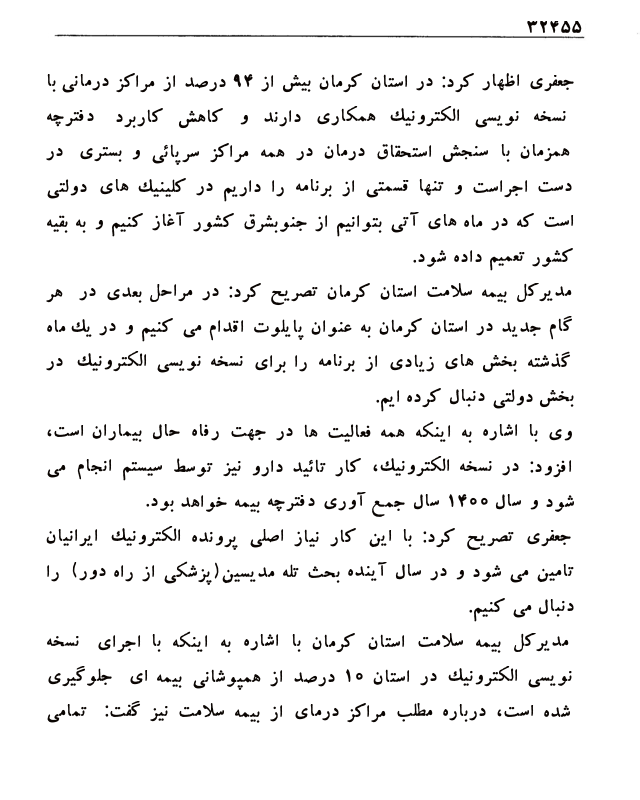 ۳۲۴۵۵
جعفری اظهار کرد: در استان کرمان بیش از ۹۴ درصد از مراکز درمانی با
نسخه نویسی الکترونیك همکاری دارند و کاهش کاربرد دفترچه
همزمان با سنجش استحقاق درمان در همه مراکز سرپائی و بستری در
دست اجراست و تنها قسمتی از برنامه را داریم در کلینیك های دولتی
است که در ماه های آتی بتوانیم از جنوبشرق کشور آغاز کنیم و به بقیه
کشور تعمیم داده شود.
مدیرکل بیمه سلامت استان کرمان تصریح کرد: در مراحل بعدی در هر
گام جدید در استان کرمان به عنوان پایلوت اقدام می کنیم و در یك ماه
گذشته بخش های زیادی از برنامه را برای نسخه نویسی الکترونیك در
بخش دولتی دنبال کرده ایم.
وی با اشاره به اینکه همه فعالیت ها در جهت رفاه حال بیماران است،
افزود: در نسخه الکترونیك، کار تائید دارو نیز توسط سیستم انجام می
شود و سال ۱۴۰۰ سال جمع آوری دفترچه بیمه خواهد بود.
جعفری تصریح کرد: با این کار نیاز اصلی پرونده الکترونیك ایرانیان
تامین می شود و در سال آینده بحث تله مدیسین(پزشکی از راه دور) را
دنبال می کنیم.
مدیرکل بیمه سلامت استان کرمان با اشاره به اینکه با اجرای نسخه
نویسی الکترونیك در استان ۱۰ درصد از همپوشانی بیمه ای جلوگیری
شده است، درباره مطلب مراکز درمای از بیمه سلامت نیز گفت: تمامی